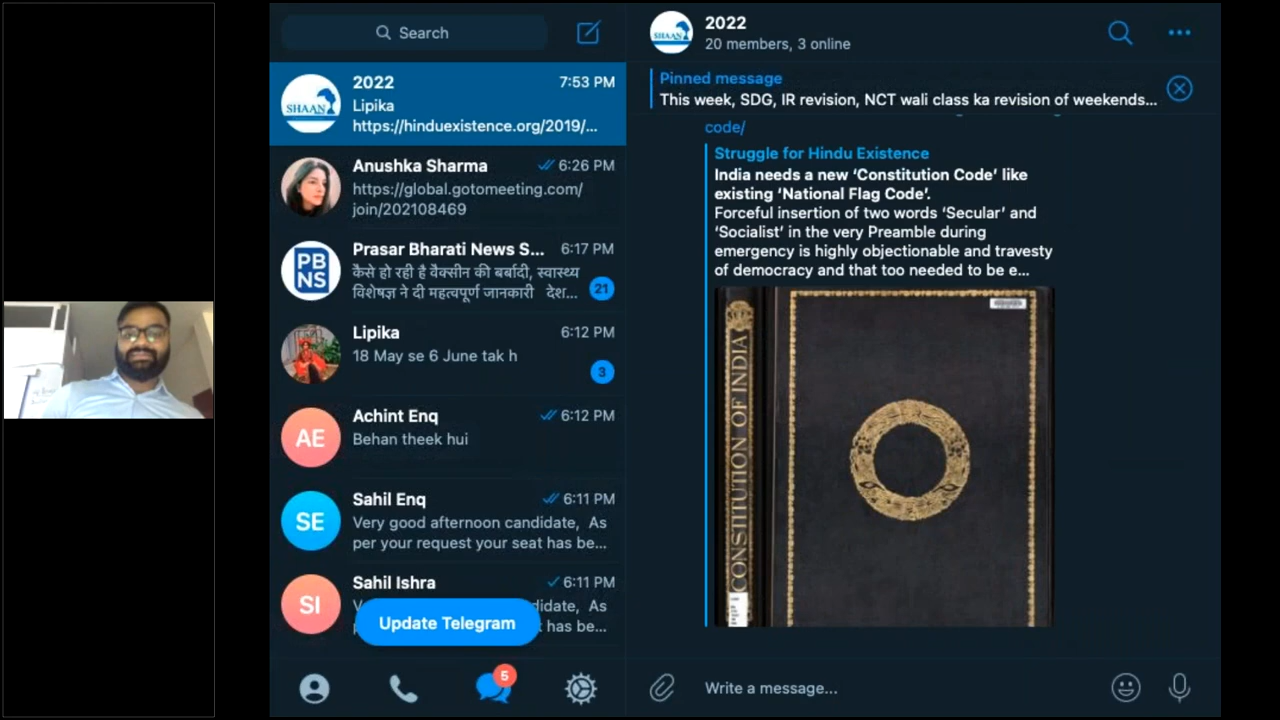 Search
SHAAN
2022
7:53 PM
Lipika
https://hinduexistence.org/2019/...
Anushka Sharma
6:26 PM
https://global.gotomeeting.com/
join/202108469
PB
NS
Prasar Bharati News S...
6:17 PM
कैसे हो रही है वैक्सीन की बर्बादी, स्वास्थ्य
विशेषज्ञ ने दी महत्वपूर्ण जानकारी देश...
21
Lipika
6:12 PM
18 May se 6 June tak h
3
AE
Achint Enq
6:12 PM
Behan theek hui
SE
Sahil Enq
6:11 PM
Very good afternoon candidate, As
per your request your seat has be...
SI
Sahil Ishra
6:11 PM
didate, As
t has be...
Update Telegram
5
SHAAN
2022
20 members, 3 online
Pinned message
This week, SDG, IR revision, NCT wali class ka revision of weekends...
code/
Struggle for Hindu Existence
India needs a new ‘Constitution Code’ like
existing ‘National Flag Code’.
Forceful insertion of two words ‘Secular’ and
‘Socialist’ in the very Preamble during
emergency is highly objectionable and travesty
of democracy and that too needed to be e...
CONSTITUTION OF INDIA
Write a message...